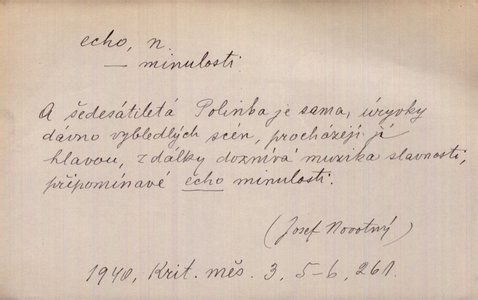 echo, n.
— minulosti
A šedesátiletá Polinka je sama, úryvky
dávno vybledlých scén, procházejí jí
hlavou, z dálky doznívá muzika slavnosti,
připomínavé echo minulosti.
(Josef Novotný)
1940, Krit. měs. 3, 5-6, 261.